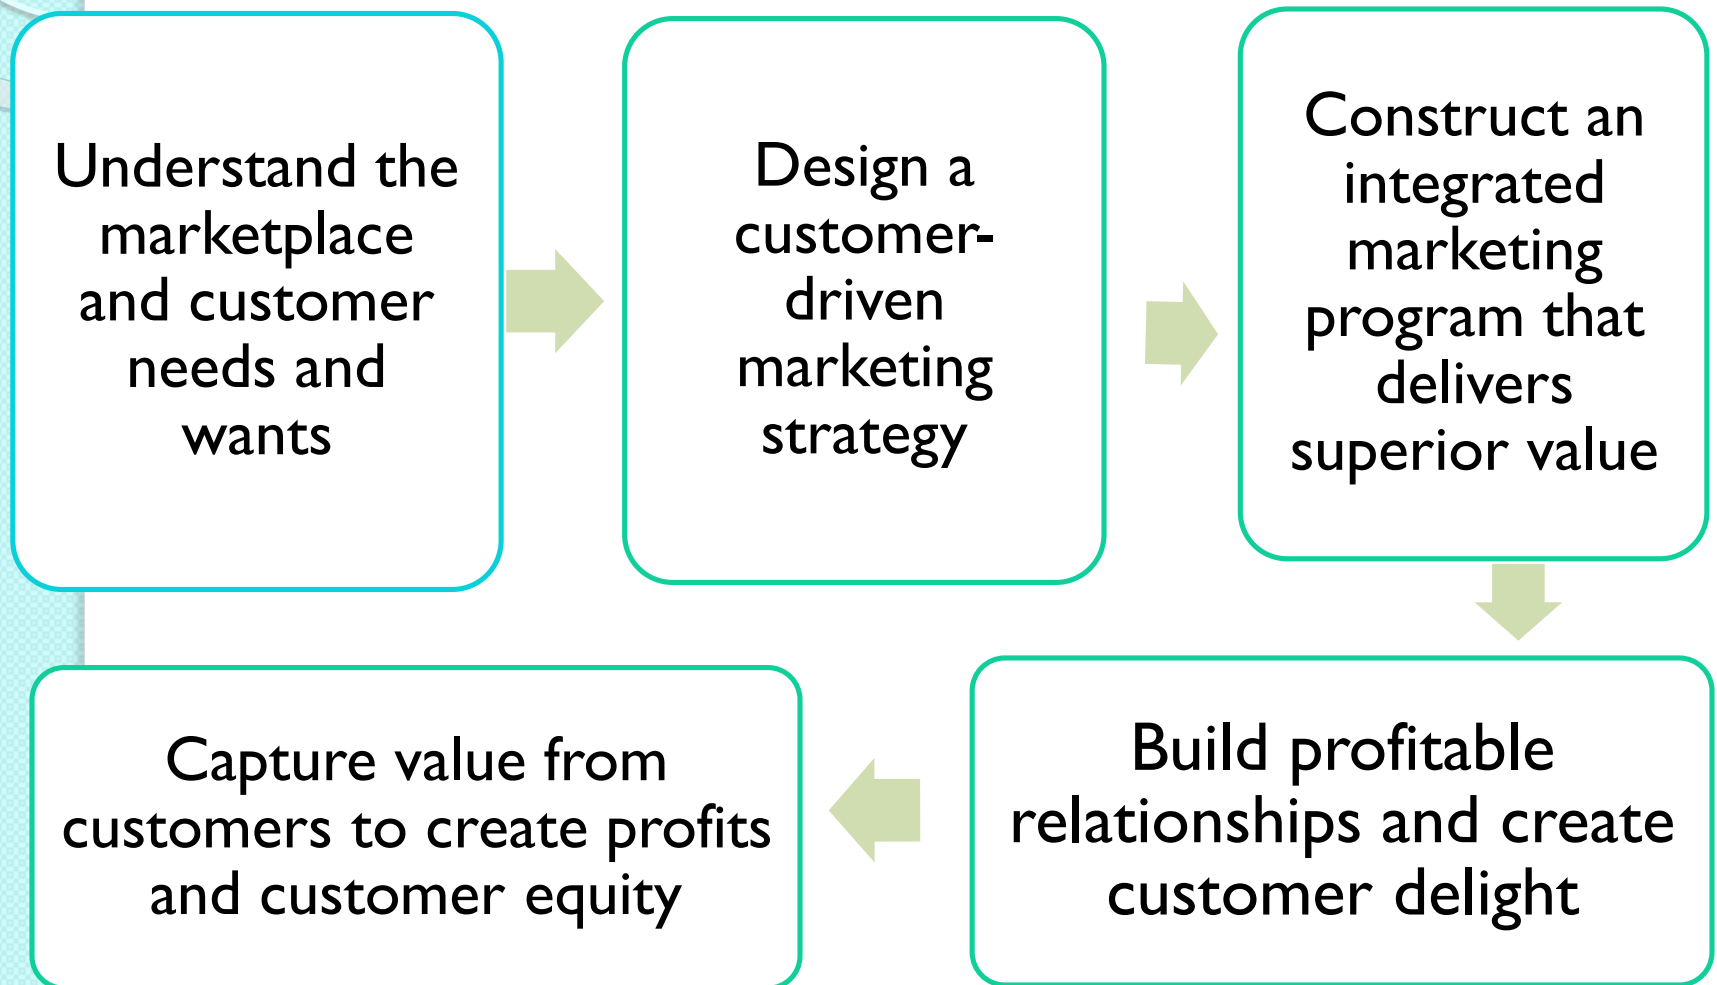 Understand the
marketplace
and customer
needs and
wants
Design a
customer-
driven
marketing
strategy
Construct an
integrated
marketing
program that
delivers
superior value
Build profitable
relationships and create
customer delight
Capture value from
customers to create profits
and customer equity